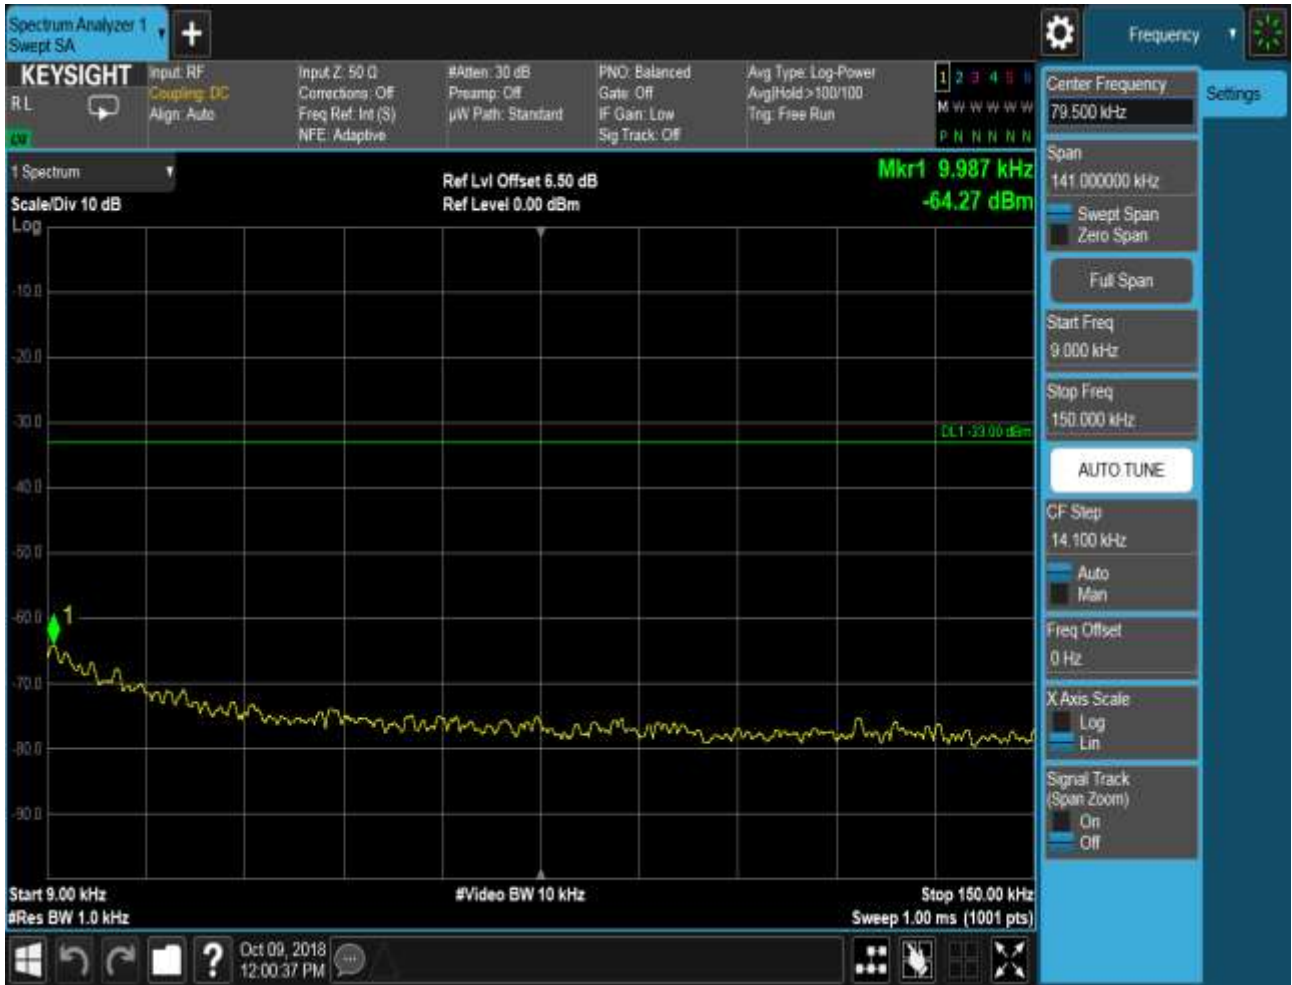 Spectrum Analyzer 1
Swept SA
+
Frequency
KEYSIGHT
R L
Input: RF
Coupling: DC
Align: Auto
Input Z: 50 Ω
Corrections: Off
Freq Ref: Int (S)
NFE: Adaptive
#Atten: 30 dB
Preamp: Off
µW Path: Standard
PNO: Balanced
Gate: Off
IF Gain: Low
Sig Track: Off
Avg Type: Log-Power
Avg|Hold:>100/100
Trig: Free Run
1 2 3 4 5 6
M W W W W W
P N N N N N
1 Spectrum
Scale/Div 10 dB
Log
Ref Lvl Offset 6.50 dB
Ref Level 0.00 dBm
Mkr1 9.987 kHz
-64.27 dBm
-10.0
-20.0
-30.0
DL1 -33.00 dBm
-40.0
-50.0
-60.0
1
-70.0
-80.0
-90.0
Start 9.00 kHz
#Res BW 1.0 kHz
#Video BW 10 kHz
Stop 150.00 kHz
Sweep 1.00 ms (1001 pts)
Center Frequency
79.500 kHz
Settings
Span
141.000000 kHz
Swept Span
Zero Span
Full Span
Start Freq
9.000 kHz
Stop Freq
150.000 kHz
AUTO TUNE
CF Step
14.100 kHz
Auto
Man
Freq Offset
0 Hz
X Axis Scale
Log
Lin
Signal Track
(Span Zoom)
On
Off
?
Oct 09, 2018
12:00:37 PM